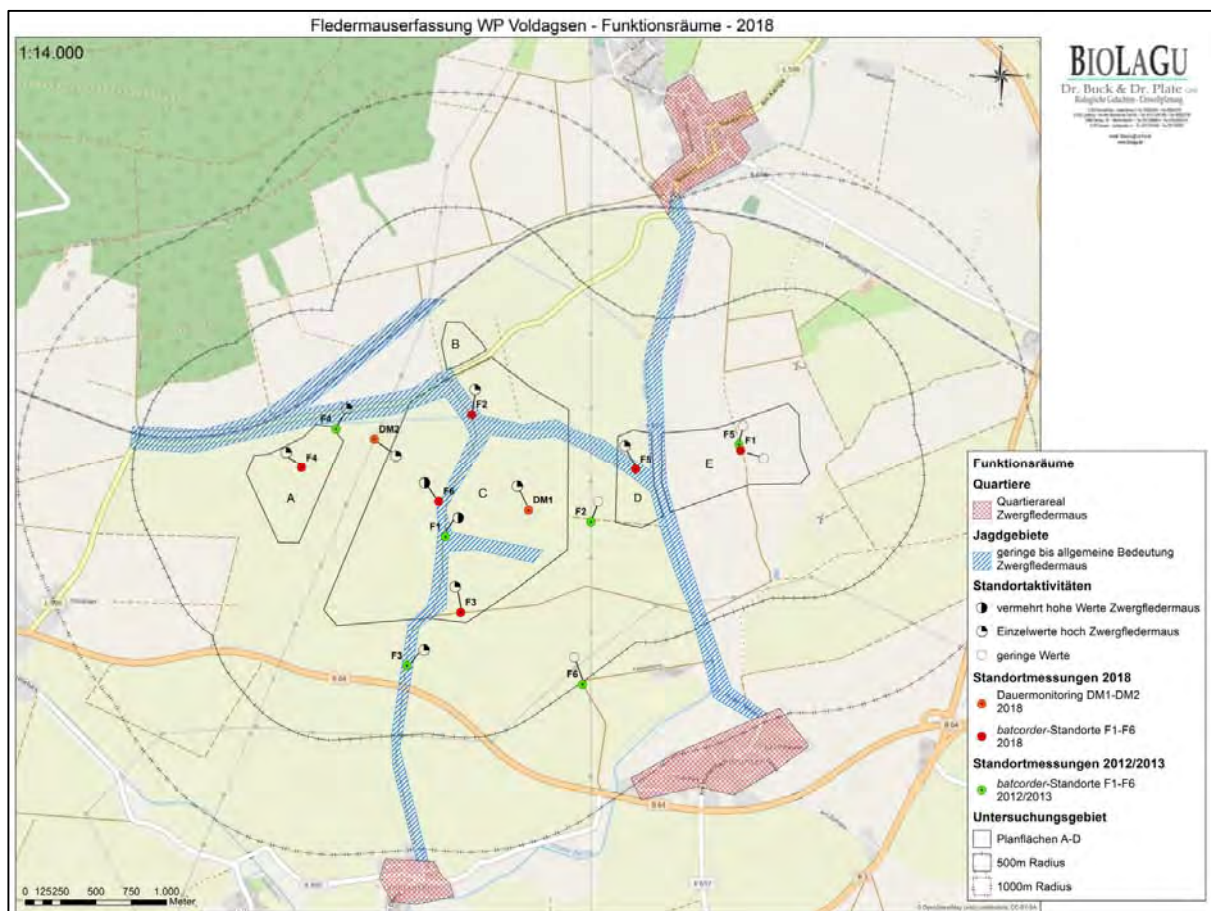 Fledermauserfassung WP Voldagsen - Funktionsräume - 2018
1:14.000
BIOLAGU
Dr. Buck & Dr. Plate
Biologische Gutachten - Umweltplanung
B
F2
F4
DM2
F4
A
F6
C
DM1
F1
F2
F5
D
F5
F1
E
F3
F3
F6
B 64
B 64
B 64
Funktionsräume
Quartiere
Quartierareal
Zwergfledermaus
Jagdgebiete
geringe bis allgemeine Bedeutung
Zwergfledermaus
Standortaktivitäten
vermehrt hohe Werte Zwergfledermaus
Einzelwerte hoch Zwergfledermaus
geringe Werte
Standortmessungen 2018
Dauermonitoring DM1-DM2
2018
batcorder-Standorte F1-F6
2018
Standortmessungen 2012/2013
batcorder-Standorte F1-F6
2012/2013
Untersuchungsgebiet
Planflächen A-D
500m Radius
1000m Radius
0 125250 500 750 1.000
Meter